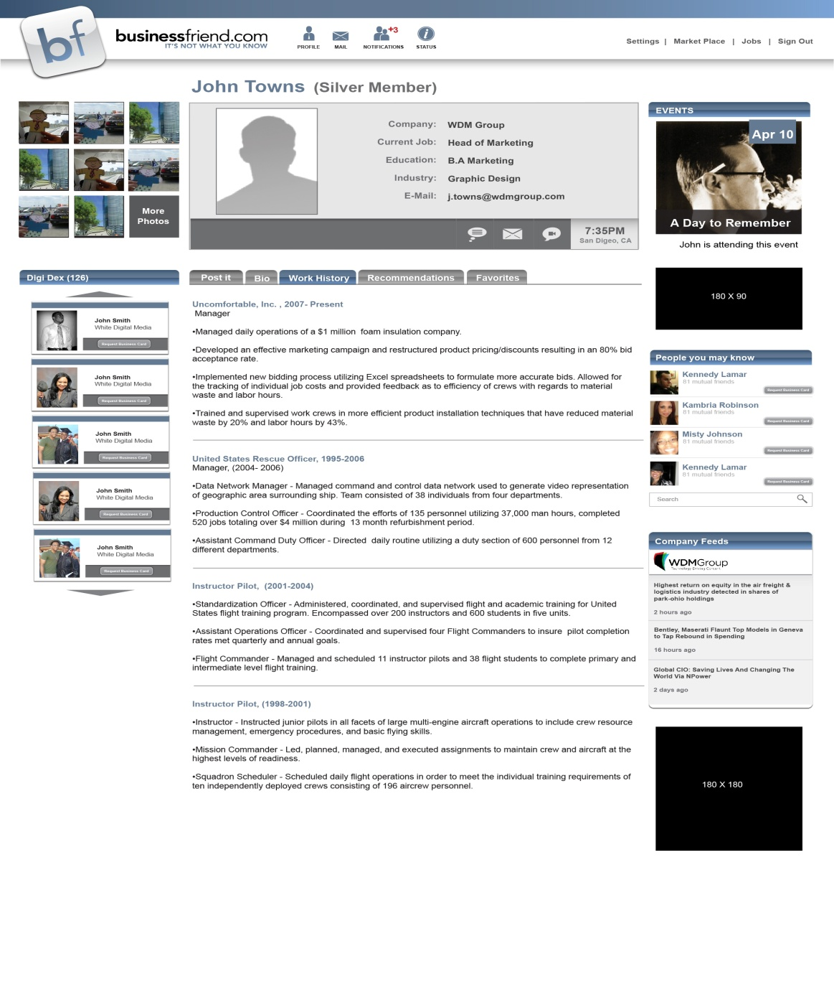 bf
businessfriend.com
IT'S NOT WHAT YOU KNOW
PROFILE
MAIL
+3
NOTIFICATIONS
STATUS
Settings | Market Place | Jobs | Sign Out
John Towns (Silver Member)
More
Photos
Company: WDM Group
Current Job: Head of Marketing
Education: B.A Marketing
Industry: Graphic Design
E-Mail: j.towns@wdmgroup.com
7:35PM
San Digeo, CA
EVENTS
Apr 10
A Day to Remember
John is attending this event
180 X 90
Digi Dex (126)
John Smith
White Digital Media
Request Business Card
John Smith
White Digital Media
Request Business Card
John Smith
White Digital Media
Request Business Card
John Smith
White Digital Media
Request Business Card
John Smith
White Digital Media
Request Business Card
Post it
Bio
Work History
Recommendations
Favorites
Uncomfortable, Inc. , 2007- Present
Manager
•Managed daily operations of a $1 million foam insulation company.
•Developed an effective marketing campaign and restructured product pricing/discounts resulting in an 80% bid
acceptance rate.
•Implemented new bidding process utilizing Excel spreadsheets to formulate more accurate bids. Allowed for
the tracking of individual job costs and provided feedback as to efficiency of crews with regards to material
waste and labor hours.
•Trained and supervised work crews in more efficient product installation techniques that have reduced material
waste by 20% and labor hours by 43%.
United States Rescue Officer, 1995-2006
Manager, (2004- 2006)
•Data Network Manager - Managed command and control data network used to generate video representation
of geographic area surrounding ship. Team consisted of 38 individuals from four departments.
•Production Control Officer - Coordinated the efforts of 135 personnel utilizing 37,000 man hours, completed
520 jobs totaling over $4 million during 13 month refurbishment period.
•Assistant Command Duty Officer - Directed daily routine utilizing a duty section of 600 personnel from 12
different departments.
Instructor Pilot, (2001-2004)
•Standardization Officer - Administered, coordinated, and supervised flight and academic training for United
States flight training program. Encompassed over 200 instructors and 600 students in five units.
•Assistant Operations Officer - Coordinated and supervised four Flight Commanders to insure pilot completion
rates met quarterly and annual goals.
•Flight Commander - Managed and scheduled 11 instructor pilots and 38 flight students to complete primary and
intermediate level flight training.
Instructor Pilot, (1998-2001)
•Instructor - Instructed junior pilots in all facets of large multi-engine aircraft operations to include crew resource
management, emergency procedures, and basic flying skills.
•Mission Commander - Led, planned, managed, and executed assignments to maintain crew and aircraft at the
highest levels of readiness.
•Squadron Scheduler - Scheduled daily flight operations in order to meet the individual training requirements of
ten independently deployed crews consisting of 196 aircrew personnel.
People you may know
Kennedy Lamar
81 mutual friends
Request Business Card
Kambria Robinson
81 mutual friends
Request Business Card
Misty Johnson
81 mutual friends
Request Business Card
Kennedy Lamar
81 mutual friends
Request Business Card
Search
Company Feeds
WDMGroup
Technology Driving Content
Highest return on equity in the air freight &
logistics industry detected in shares of
park-ohio holdings
2 hours ago
Bentley, Maserati Flaunt Top Models in Geneva
to Tap Rebound in Spending
16 hours ago
Global CIO: Saving Lives And Changing The
World Via NPower
2 days ago
180 X 180